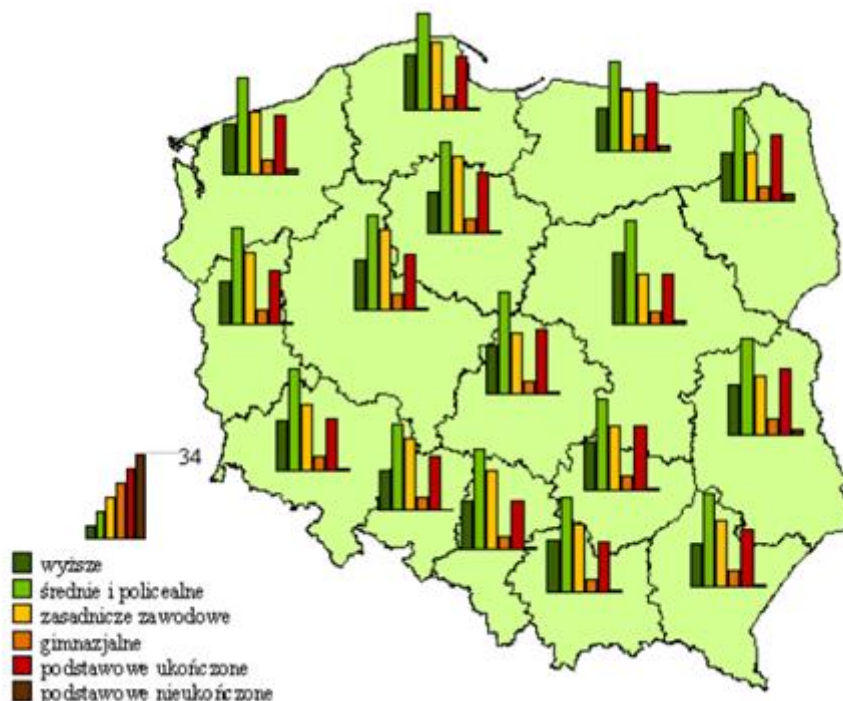 34
wyższe
średnie i policealne
zasadnicze zawodowe
gimnazjalne
podstawowe ukończone
podstawowe nieukończone